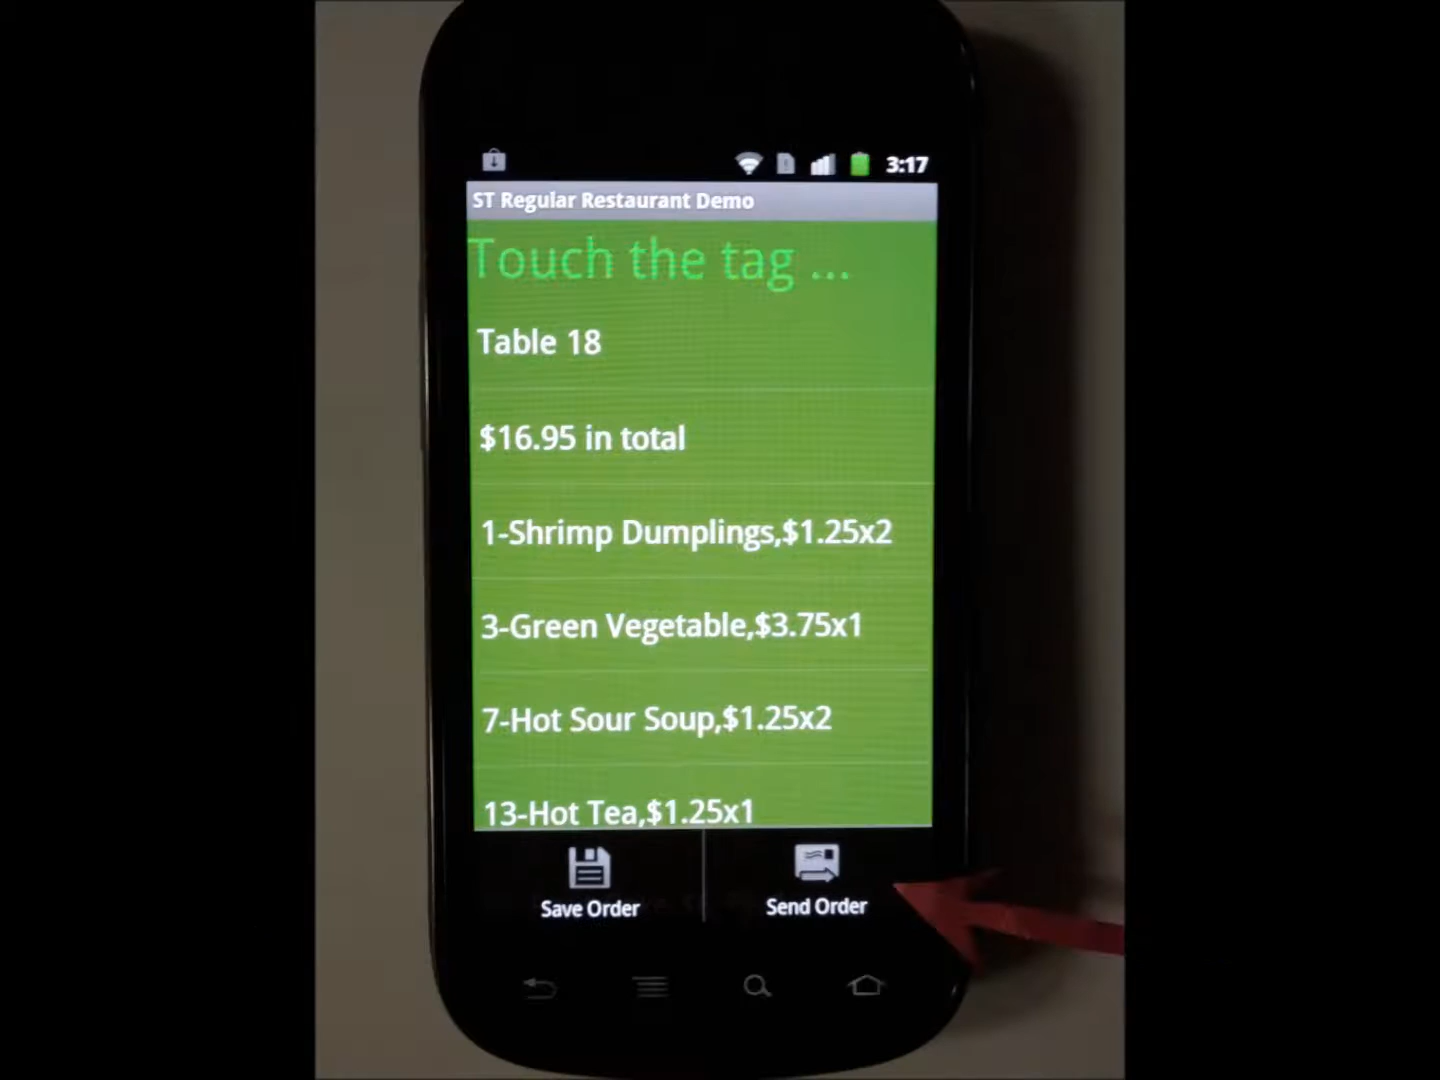 3:17
ST Regular Restaurant Demo
Touch the tag ...
Table 18
$16.95 in total
1-Shrimp Dumplings,$1.25x2
3-Green Vegetable,$3.75x1
7-Hot Sour Soup,$1.25x2
13-Hot Tea,$1.25x1
Save Order
Send Order